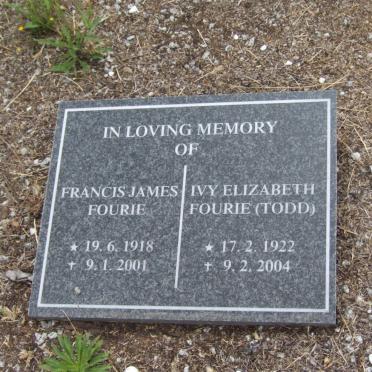 IN LOVING MEMORY
OF
FRANCIS JAMES
FOURIE
★ 19. 6. 1918
✝ 9. 1. 2001
IVY ELIZABETH
FOURIE (TODD)
★ 17. 2. 1922
✝ 9. 2. 2004